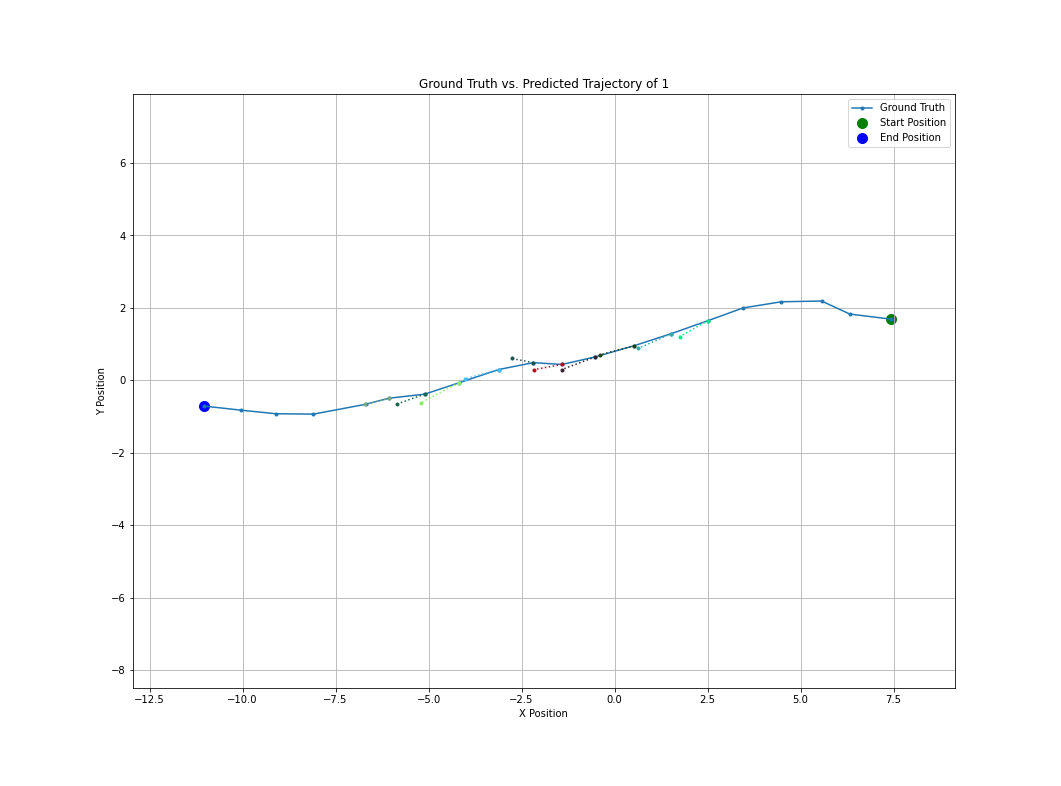 Ground Truth vs. Predicted Trajectory of 1
Ground Truth
Start Position
End Position
6
4
2
0
−2
−4
−6
−8
Y Position
−12.5 −10.0 −7.5 −5.0 −2.5 0.0 2.5 5.0 7.5
X Position